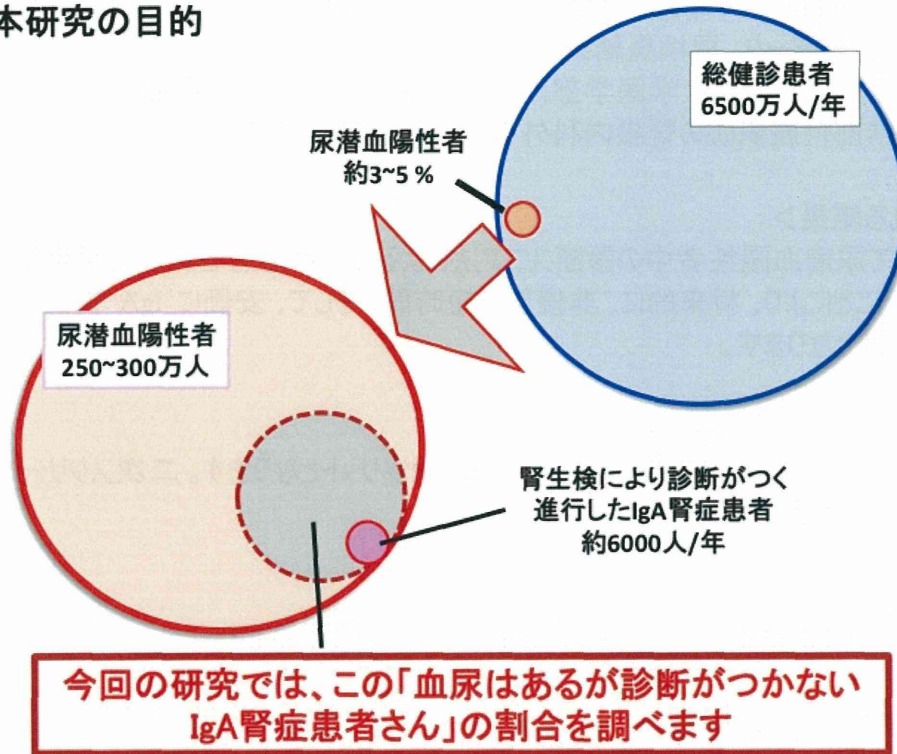 本研究の目的
総健診患者
6500万人/年
尿潜血陽性者
約3~5 %
尿潜血陽性者
250~300万人
腎生検により診断がつく
進行したIgA腎症患者
約6000人/年
今回の研究では、この「血尿はあるが診断がつかない
IgA腎症患者さん」の割合を調べます